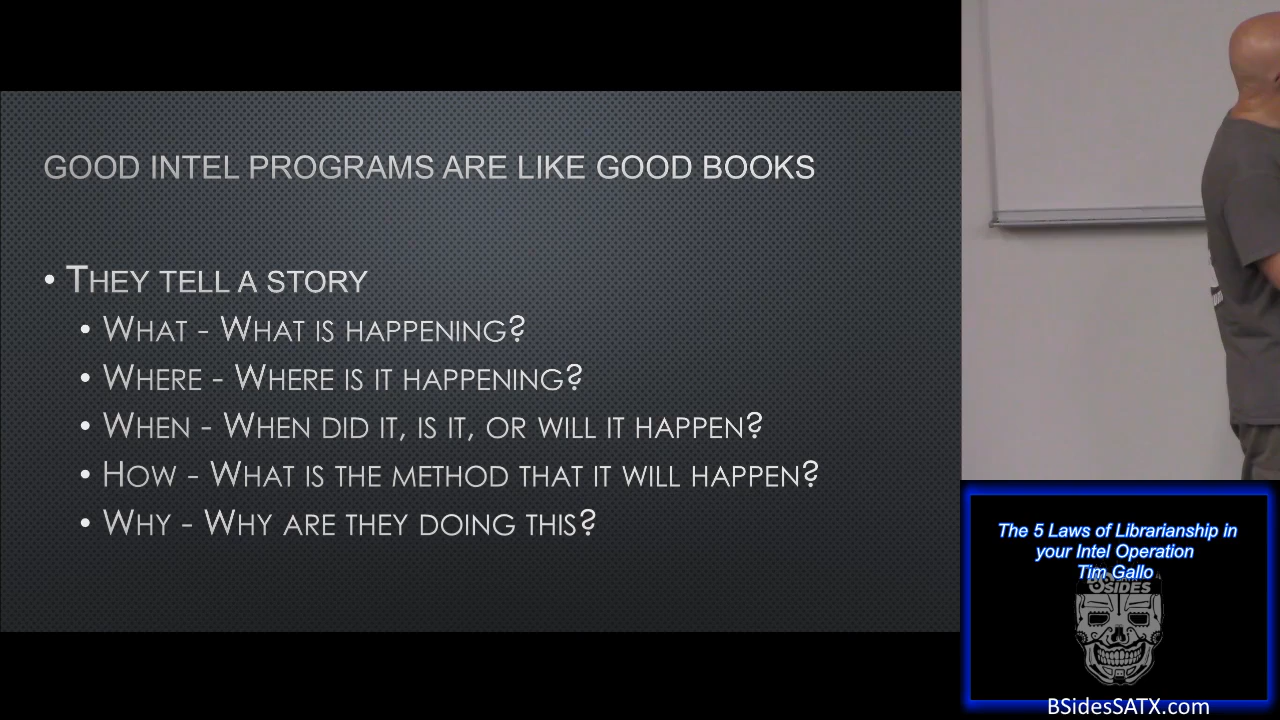 GOOD INTEL PROGRAMS ARE LIKE GOOD BOOKS
• THEY TELL A STORY
• WHAT - WHAT IS HAPPENING?
• WHERE - WHERE IS IT HAPPENING?
• WHEN - WHEN DID IT, IS IT, OR WILL IT HAPPEN?
• HOW - WHAT IS THE METHOD THAT IT WILL HAPPEN?
• WHY - WHY ARE THEY DOING THIS?
The 5 Laws of Librarianship in
your Intel Operation
Tim Gallo
BSIDES
BSidesSATX.com